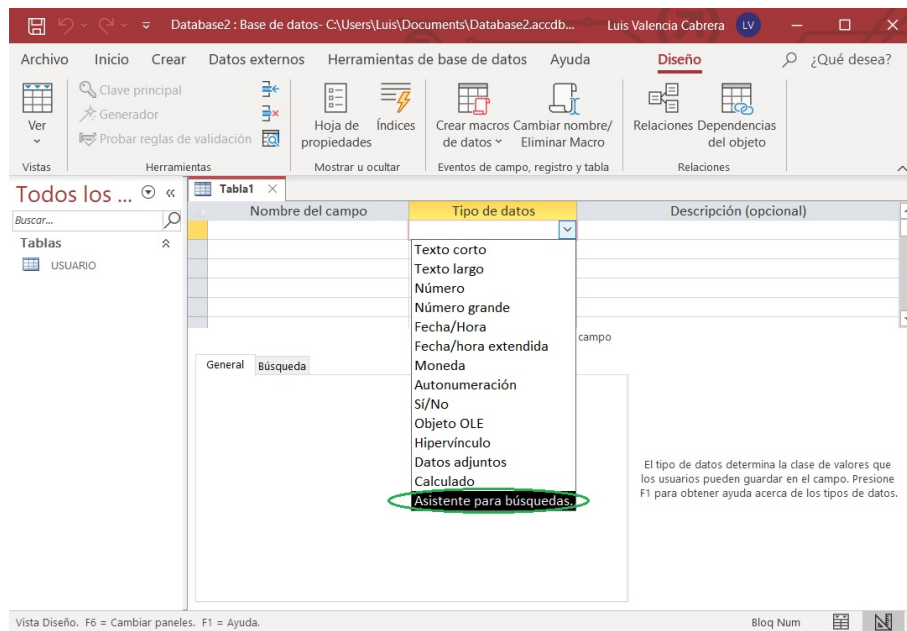 Database2 : Base de datos- C:\Users\Luis\Documents\Database2.accdb... Luis Valencia Cabrera LV
Archivo Inicio Crear Datos externos Herramientas de base de datos Ayuda Diseño ¿Qué desea?
Ver
Clave principal
Generador
Probar reglas de validación
Hoja de propiedades
Índices
Crear macros de datos
Cambiar nombre/ Eliminar Macro
Relaciones
Dependencias del objeto
Vistas Herramientas Mostrar u ocultar Eventos de campo, registro y tabla Relaciones
Todos los ... «
Tabla1
Buscar...
Nombre del campo Tipo de datos Descripción (opcional)
Tablas
USUARIO
Texto corto
Texto largo
Número
Número grande
Fecha/Hora
Fecha/hora extendida
campo
Moneda
General Búsqueda
Autonumeración
Sí/No
Objeto OLE
Hipervínculo
Datos adjuntos
Calculado
Asistente para búsquedas.
El tipo de datos determina la clase de valores que
los usuarios pueden guardar en el campo. Presione
F1 para obtener ayuda acerca de los tipos de datos.
Vista Diseño. F6 = Cambiar paneles. F1 = Ayuda. Bloq Num